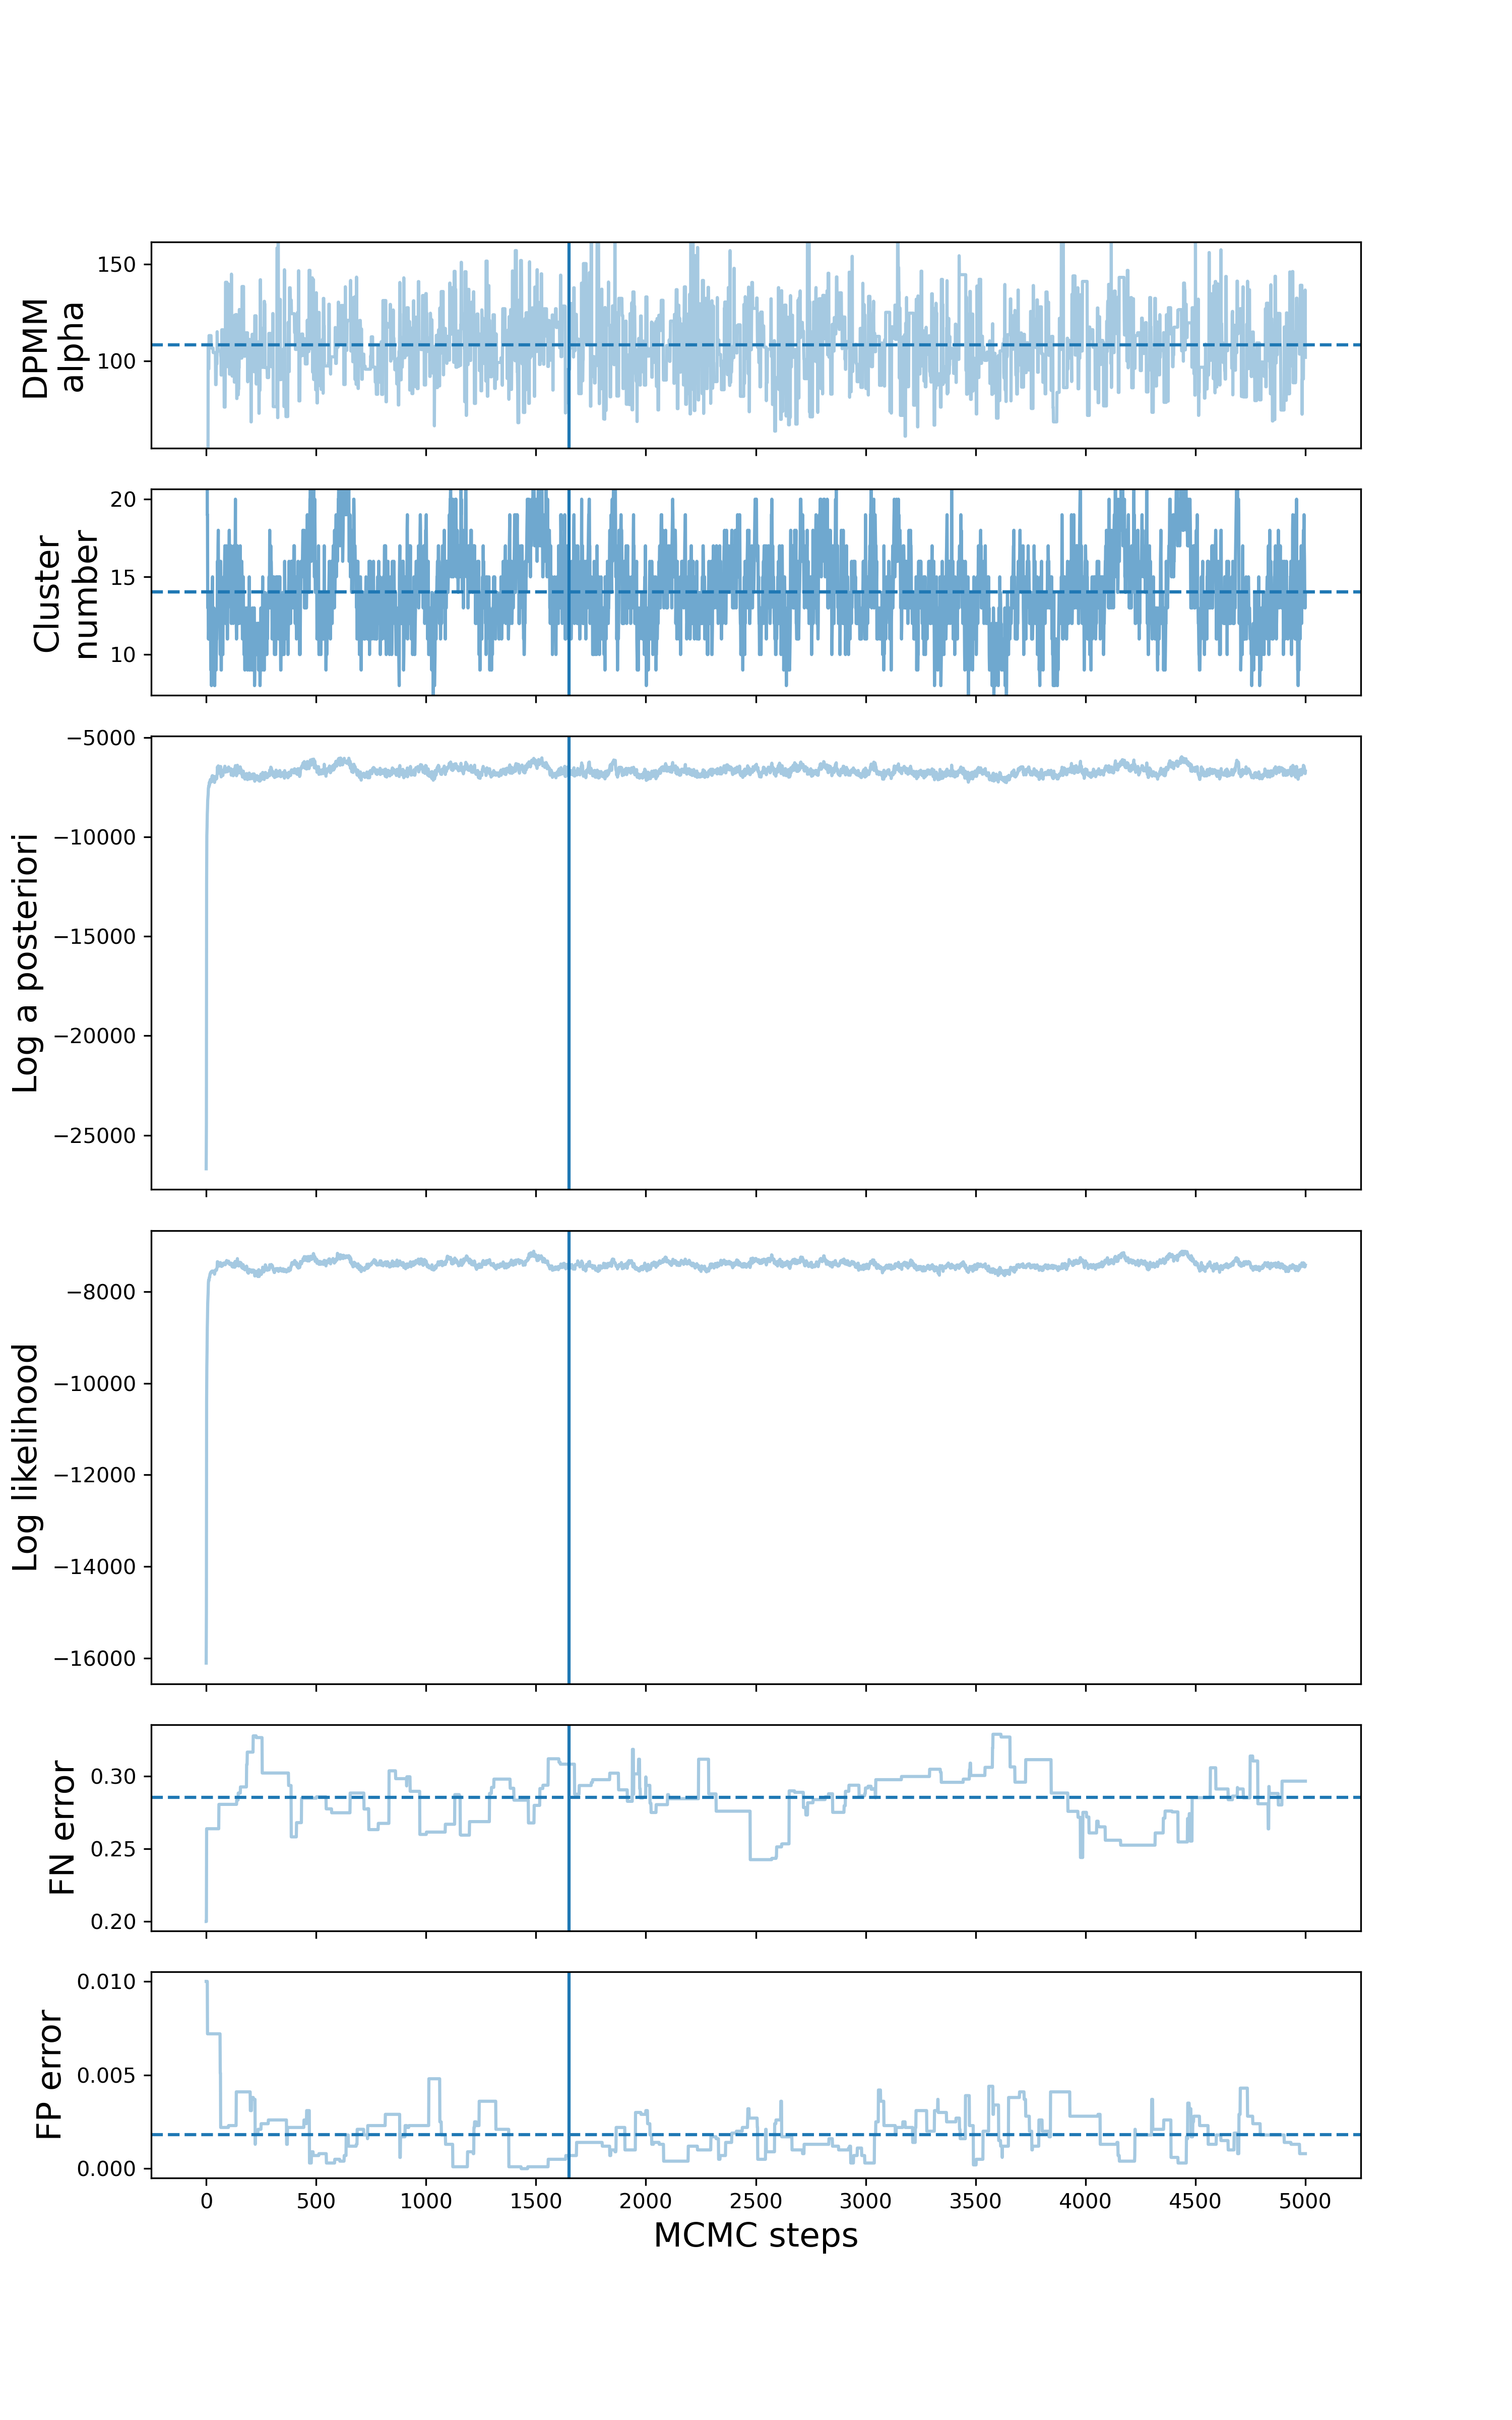 DPMM
alpha
150
100
Cluster
number
20
15
10
Log a posteriori
−5000
−10000
−15000
−20000
−25000
Log likelihood
−8000
−10000
−12000
−14000
−16000
FN error
0.30
0.25
0.20
FP error
0.010
0.005
0.000
0 500 1000 1500 2000 2500 3000 3500 4000 4500 5000
MCMC steps